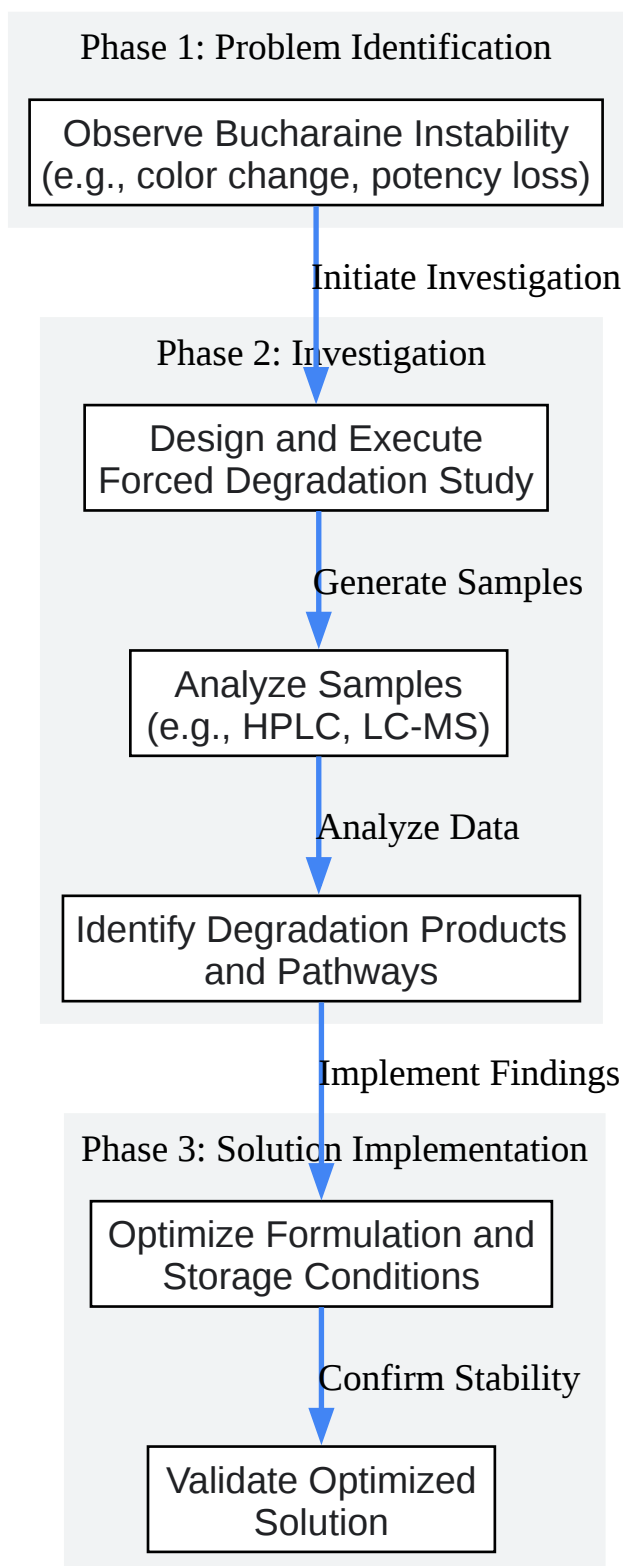 Phase 1: Problem Identification
Observe Bucharaine Instability
(e.g., color change, potency loss)
Initiate Investigation
Phase 2: Investigation
Design and Execute
Forced Degradation Study
Generate Samples
Analyze Samples
(e.g., HPLC, LC-MS)
Analyze Data
Identify Degradation Products
and Pathways
Implement Findings
Phase 3: Solution Implementation
Optimize Formulation and
Storage Conditions
Confirm Stability
Validate Optimized
Solution